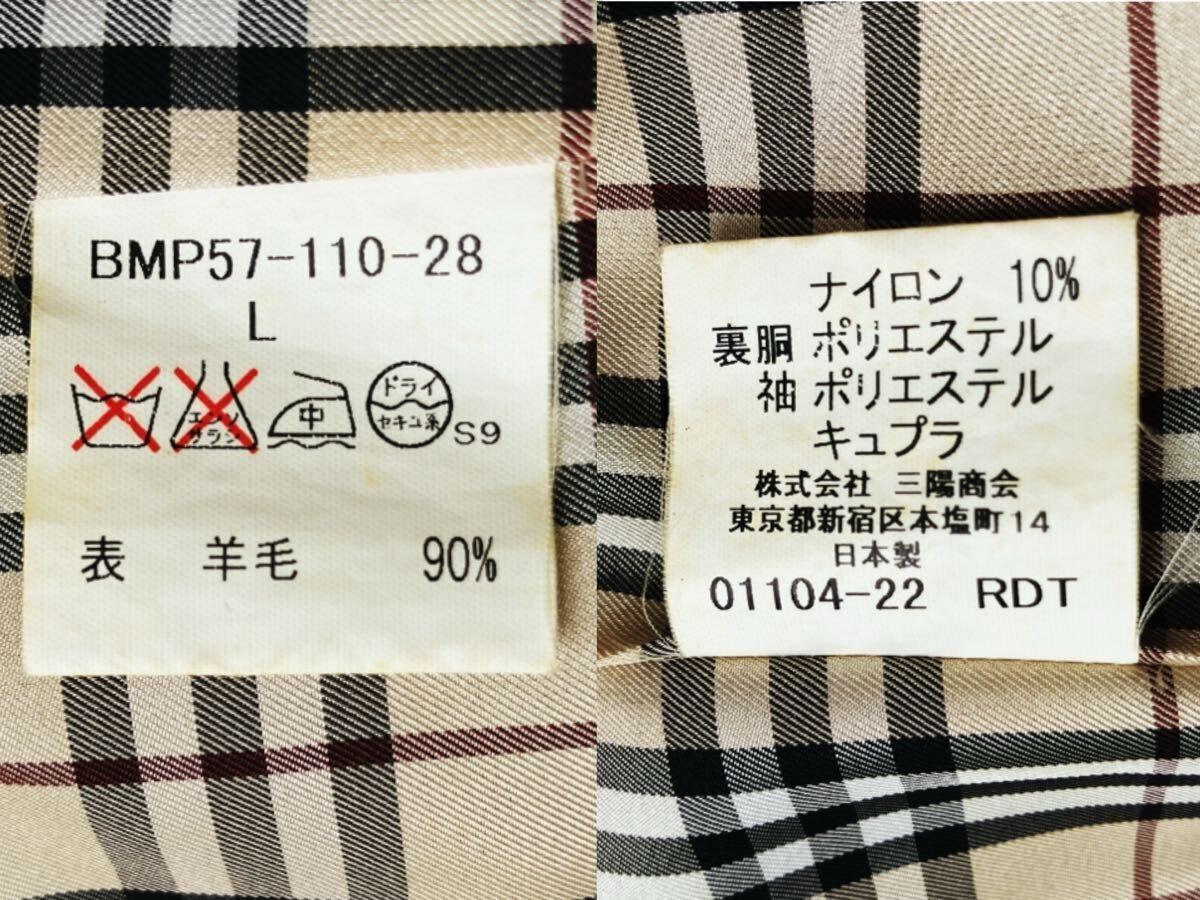 BMP57-110-28
L
エンソ
サラシ
中
ドライ
セキユ系
S9
表 羊毛 90%
ナイロン 10%
裏胴 ポリエステル
袖 ポリエステル
キュプラ
株式会社 三陽商会
東京都新宿区本塩町14
日本製
01104-22 RDT